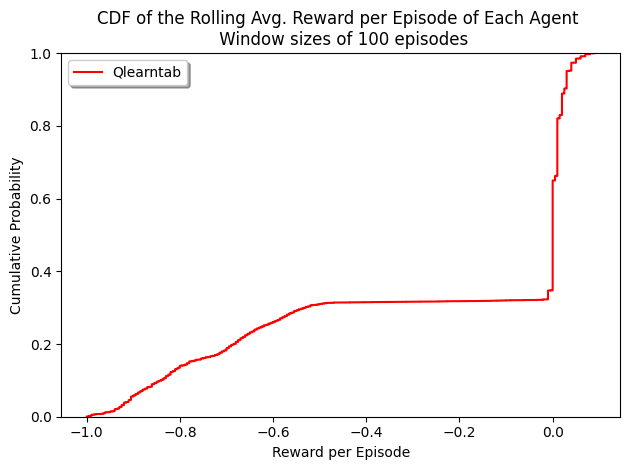 CDF of the Rolling Avg. Reward per Episode of Each Agent
Window sizes of 100 episodes
Qlearntab
Cumulative Probability
1.0
0.8
0.6
0.4
0.2
0.0
−1.0 −0.8 −0.6 −0.4 −0.2 0.0
Reward per Episode